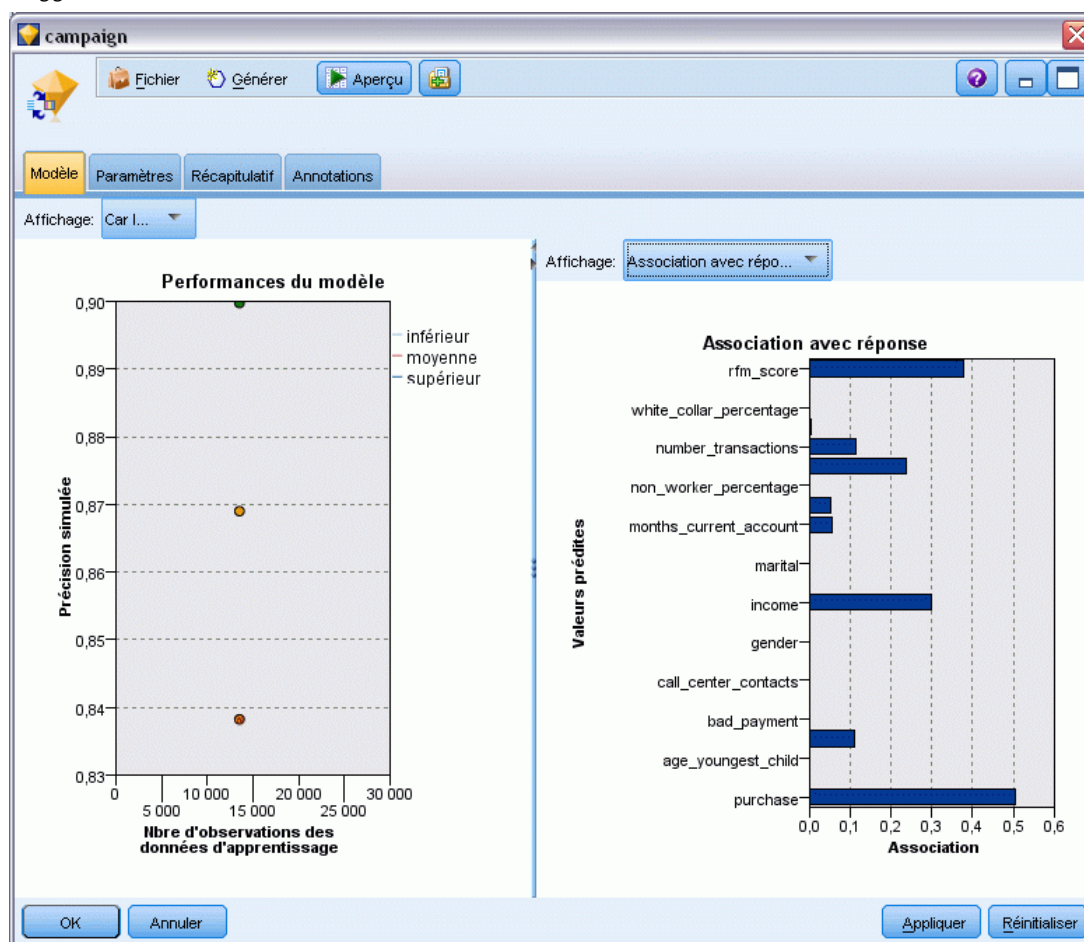 campaign
Fichier Générer Aperçu
Modèle Paramètres Récapitulatif Annotations
Affichage: Car l...
Performances du modèle
0,90
0,89
0,88
0,87
0,86
0,85
0,84
0,83
Précision simulée
0 5 000 10 000 15 000 20 000 25 000 30 000
Nbre d'observations des
données d'apprentissage
inférieur
moyenne
supérieur
Affichage: Association avec répo...
Association avec réponse
rfm_score
white_collar_percentage
number_transactions
non_worker_percentage
months_current_account
marital
income
gender
call_center_contacts
bad_payment
age_youngest_child
purchase
Valeurs prédites
0,0 0,1 0,2 0,3 0,4 0,5 0,6
Association
OK Annuler Appliquer Réinitialiser